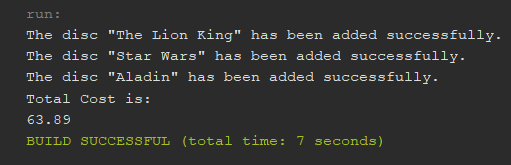 run:
The disc "The Lion King" has been added successfully.
The disc "Star Wars" has been added successfully.
The disc "Aladin" has been added successfully.
Total Cost is:
63.89
BUILD SUCCESSFUL (total time: 7 seconds)